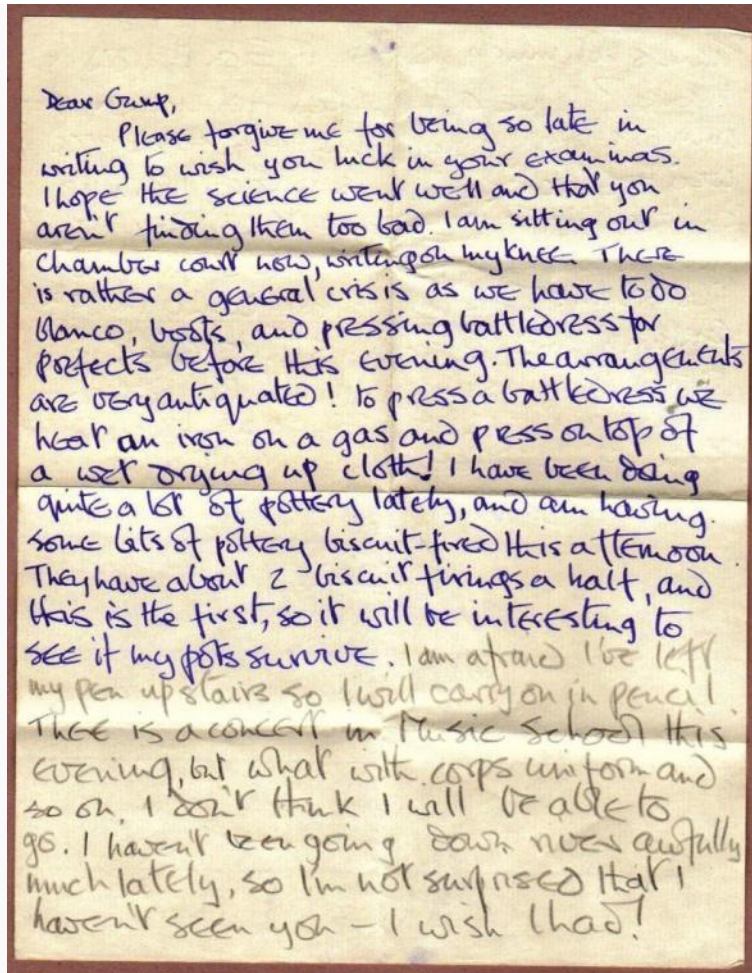 Dear Gump,
Please forgive me for being so late in
writing to wish you luck in your examinas.
I hope the science went well and that you
aren't finding them too bad. I am sitting out in
Chamber court now, writing on my knee. There
is rather a general crisis as we have to do
blanco, boots, and pressing battledress for
prefects before this evening. The arrangements
are very antiquated! to press a battledress we
heat an iron on a gas and press on top of
a wet drying up cloth! I have been doing
quite a lot of pottery lately, and am having
some bits of pottery biscuit-fired this afternoon.
They have about 2 biscuit firings a half, and
this is the first, so it will be interesting to
see if my pots survive. I am afraid I've left
my pen upstairs so I will carry on in pencil.
There is a concert in Music School this
evening, but what with corps uniform and
so on, I don't think I will be able to
go. I haven't been going down river awfully
much lately, so I'm not surprised that I
haven't seen you – I wish I had!